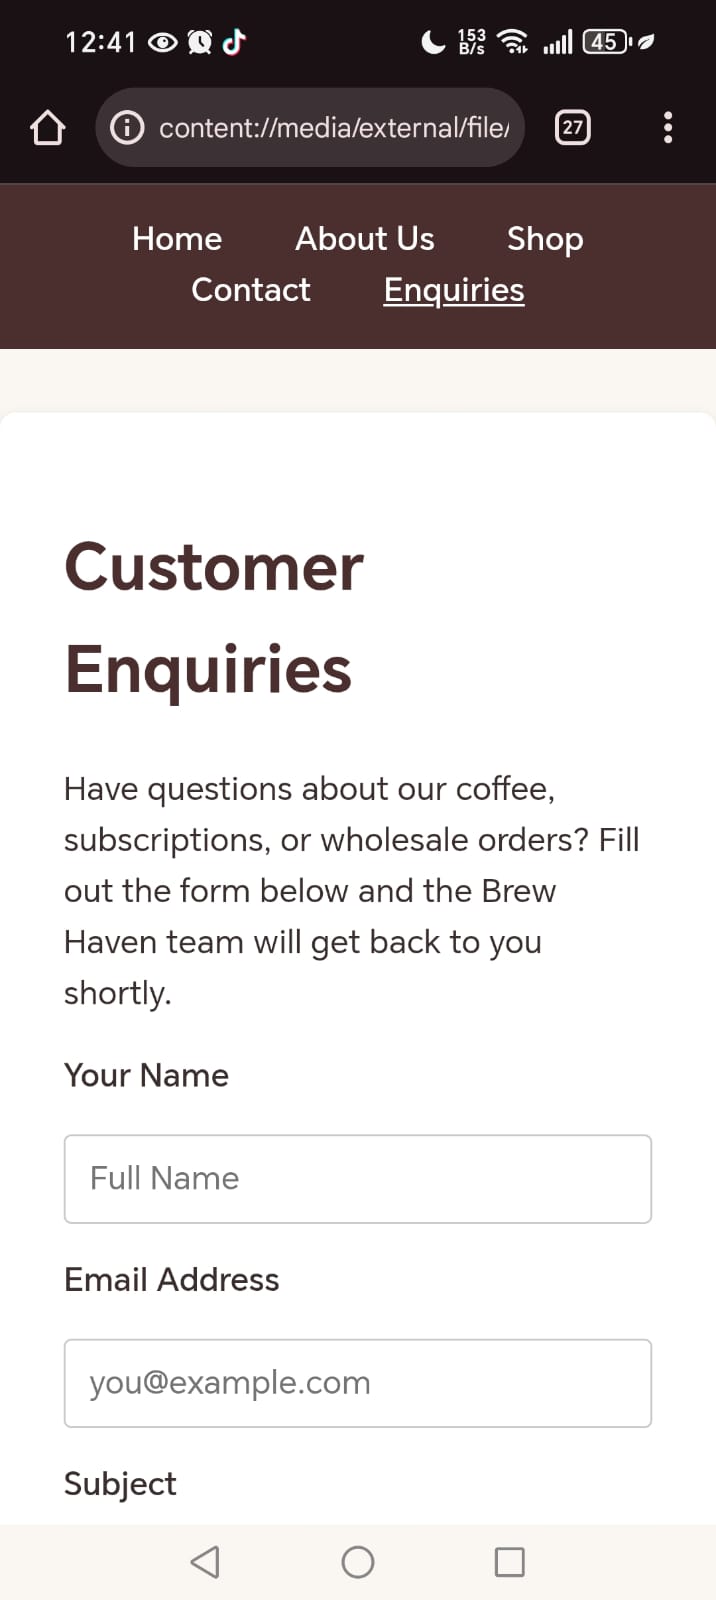 12:41 153 B/s 45
content://media/external/file/ 27
Home About Us Shop
Contact Enquiries
Customer
Enquiries
Have questions about our coffee,
subscriptions, or wholesale orders? Fill
out the form below and the Brew
Haven team will get back to you
shortly.
Your Name
Full Name
Email Address
you@example.com
Subject